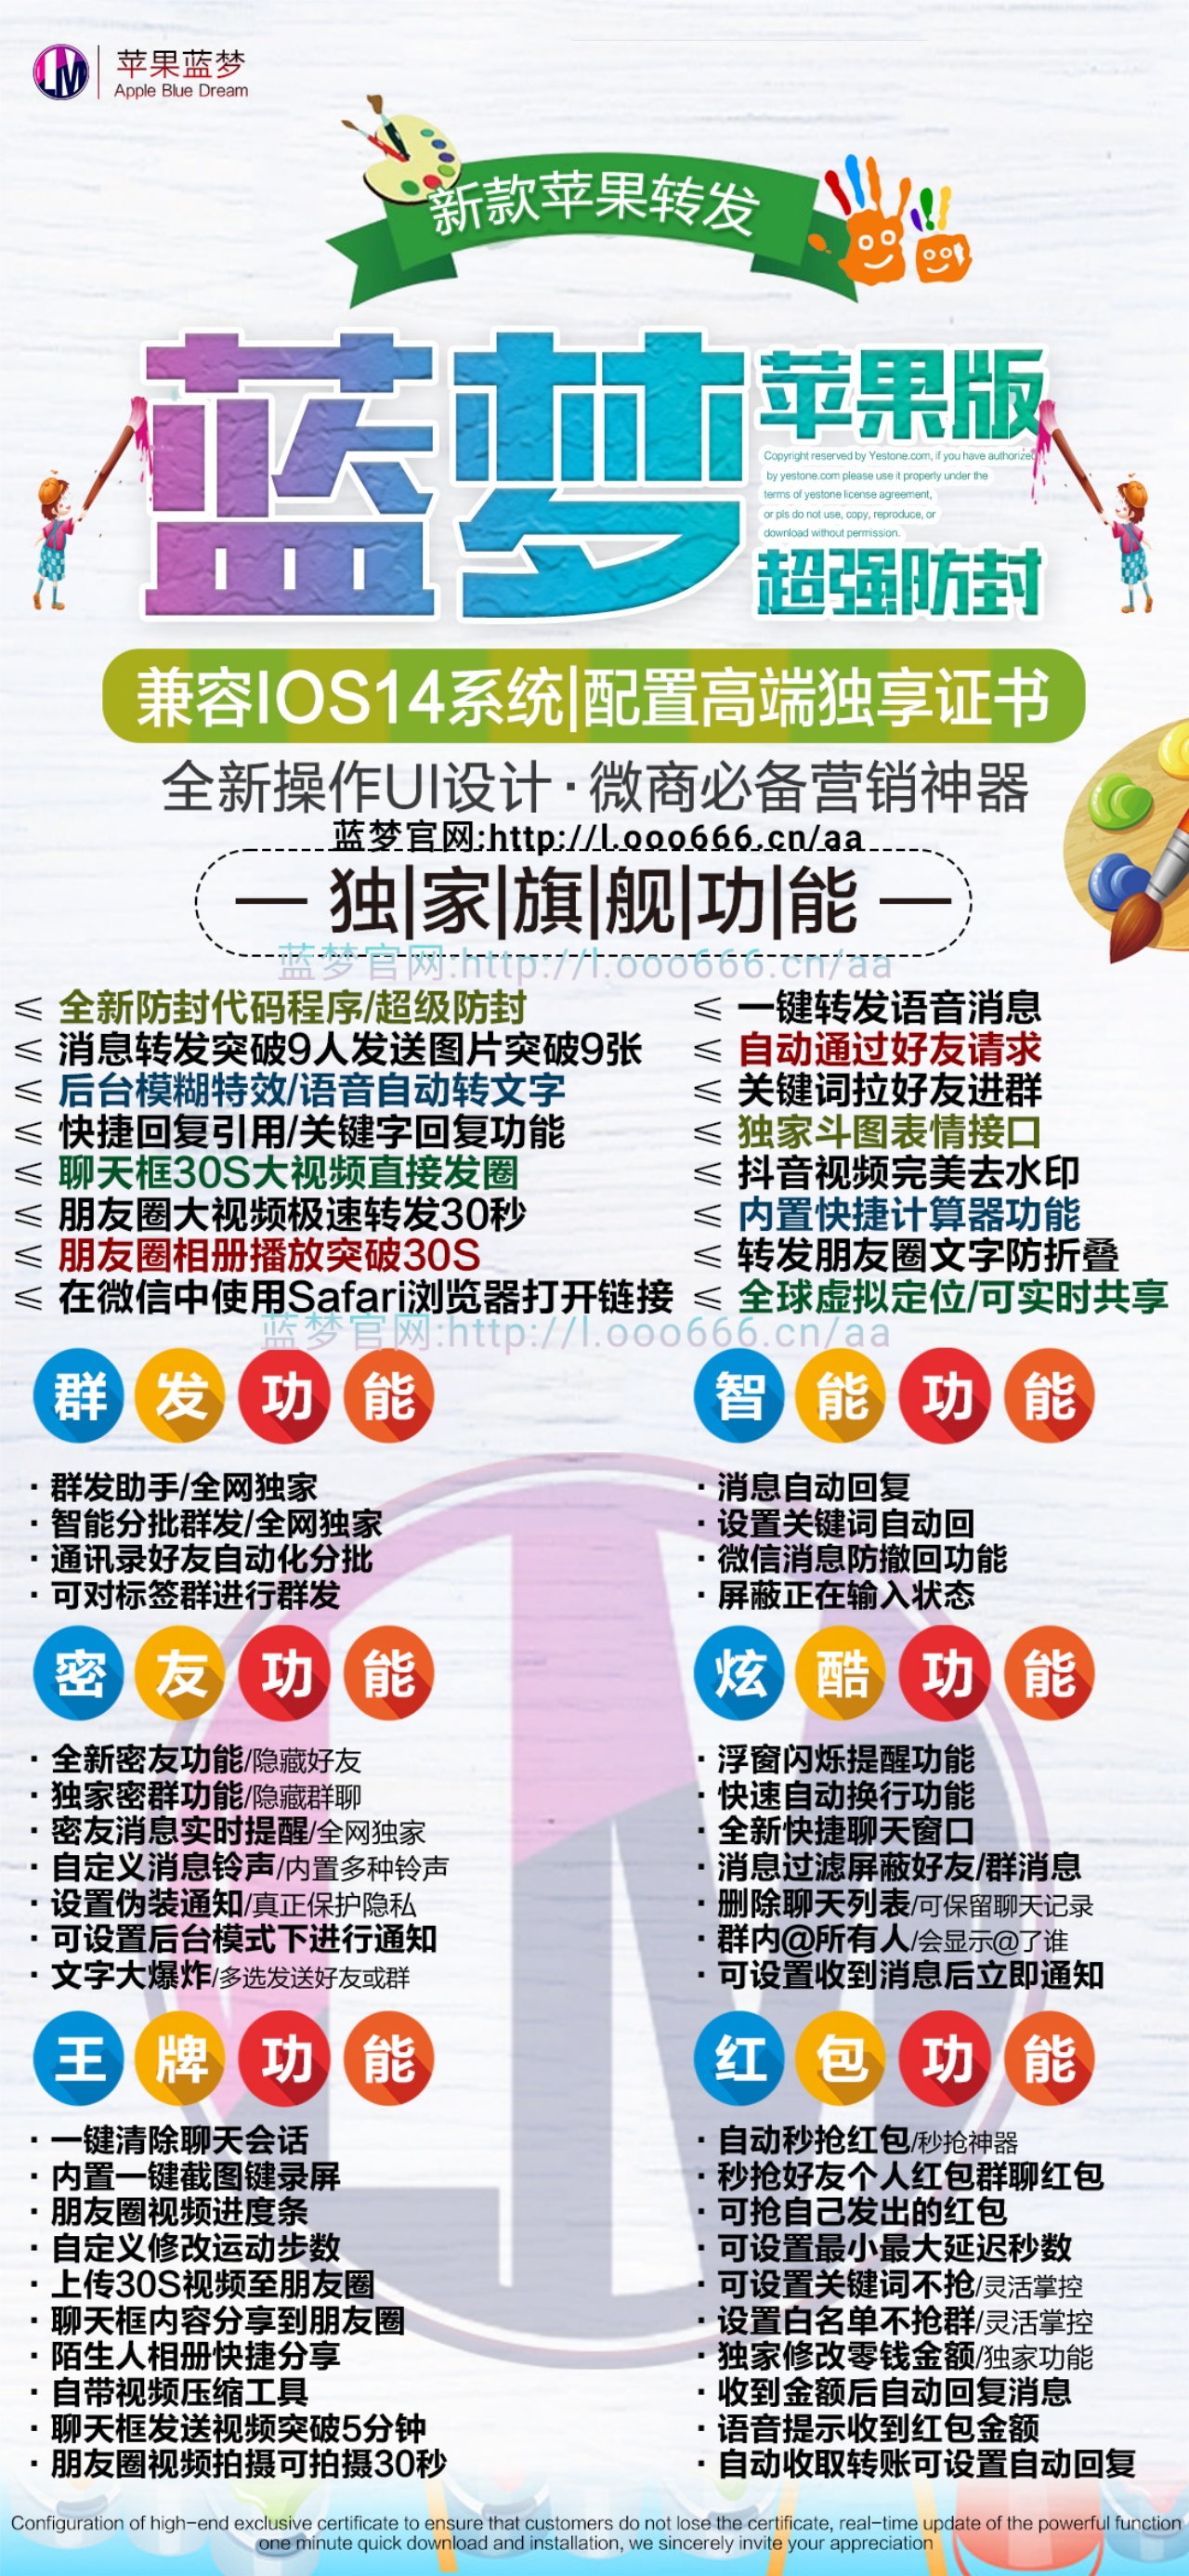 苹果蓝梦
Apple Blue Dream
新款苹果转发
蓝梦
苹果版
Copyright reserved by Yestone.com, if you have authorized
by yestone.com please use it properly under the
terms of yestone license agreement,
or pls do not use, copy, reproduce, or
download without permission.
超强防封
兼容IOS14系统|配置高端独享证书
全新操作UI设计·微商必备营销神器
蓝梦官网:http://l.ooo666.cn/aa
— 独|家|旗|舰|功|能 —
蓝梦官网:http://l.ooo666.cn/aa
≤ 全新防封代码程序/超级防封
≤ 消息转发突破9人发送图片突破9张
≤ 后台模糊特效/语音自动转文字
≤ 快捷回复引用/关键字回复功能
≤ 聊天框30S大视频直接发圈
≤ 朋友圈大视频极速转发30秒
≤ 朋友圈相册播放突破30S
≤ 在微信中使用Safari浏览器打开链接
≤ 一键转发语音消息
≤ 自动通过好友请求
≤ 关键词拉好友进群
≤ 独家斗图表情接口
≤ 抖音视频完美去水印
≤ 内置快捷计算器功能
≤ 转发朋友圈文字防折叠
≤ 全球虚拟定位/可实时共享
蓝梦官网:http://l.ooo666.cn/aa
群发功能
· 群发助手/全网独家
· 智能分批群发/全网独家
· 通讯录好友自动化分批
· 可对标签群进行群发
智能功能
· 消息自动回复
· 设置关键词自动回
· 微信消息防撤回功能
· 屏蔽正在输入状态
密友功能
· 全新密友功能/隐藏好友
· 独家密群功能/隐藏群聊
· 密友消息实时提醒/全网独家
· 自定义消息铃声/内置多种铃声
· 设置伪装通知/真正保护隐私
· 可设置后台模式下进行通知
· 文字大爆炸/多选发送好友或群
炫酷功能
· 浮窗闪烁提醒功能
· 快速自动换行功能
· 全新快捷聊天窗口
· 消息过滤屏蔽好友/群消息
· 删除聊天列表/可保留聊天记录
· 群内@所有人/会显示@了谁
· 可设置收到消息后立即通知
王牌功能
· 一键清除聊天会话
· 内置一键截图键录屏
· 朋友圈视频进度条
· 自定义修改运动步数
· 上传30S视频至朋友圈
· 聊天框内容分享到朋友圈
· 陌生人相册快捷分享
· 自带视频压缩工具
· 聊天框发送视频突破5分钟
· 朋友圈视频拍摄可拍摄30秒
红包功能
· 自动秒抢红包/秒抢神器
· 秒抢好友个人红包群聊红包
· 可抢自己发出的红包
· 可设置最小最大延迟秒数
· 可设置关键词不抢/灵活掌控
· 设置白名单不抢群/灵活掌控
· 独家修改零钱金额/独家功能
· 收到金额后自动回复消息
· 语音提示收到红包金额
· 自动收取转账可设置自动回复
Configuration of high-end exclusive certificate to ensure that customers do not lose the certificate, real-time update of the powerful function
one minute quick download and installation, we sincerely invite your appreciation